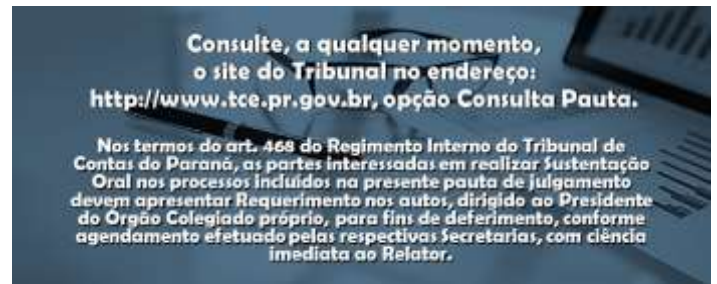 Consulte, a qualquer momento,
o site do Tribunal no endereço:
http://www.tce.pr.gov.br, opção Consulta Pauta.
Nos termos do art. 468 do Regimento Interno do Tribunal de
Contas do Paraná, as partes interessadas em realizar Sustentação
Oral nos processos incluídos na presente pauta de julgamento
devem apresentar Requerimento nos autos, dirigido ao Presidente
do Órgão Colegiado próprio, para fins de deferimento, conforme
agendamento efetuado pelas respectivas Secretarias, com ciência
imediata ao Relator.